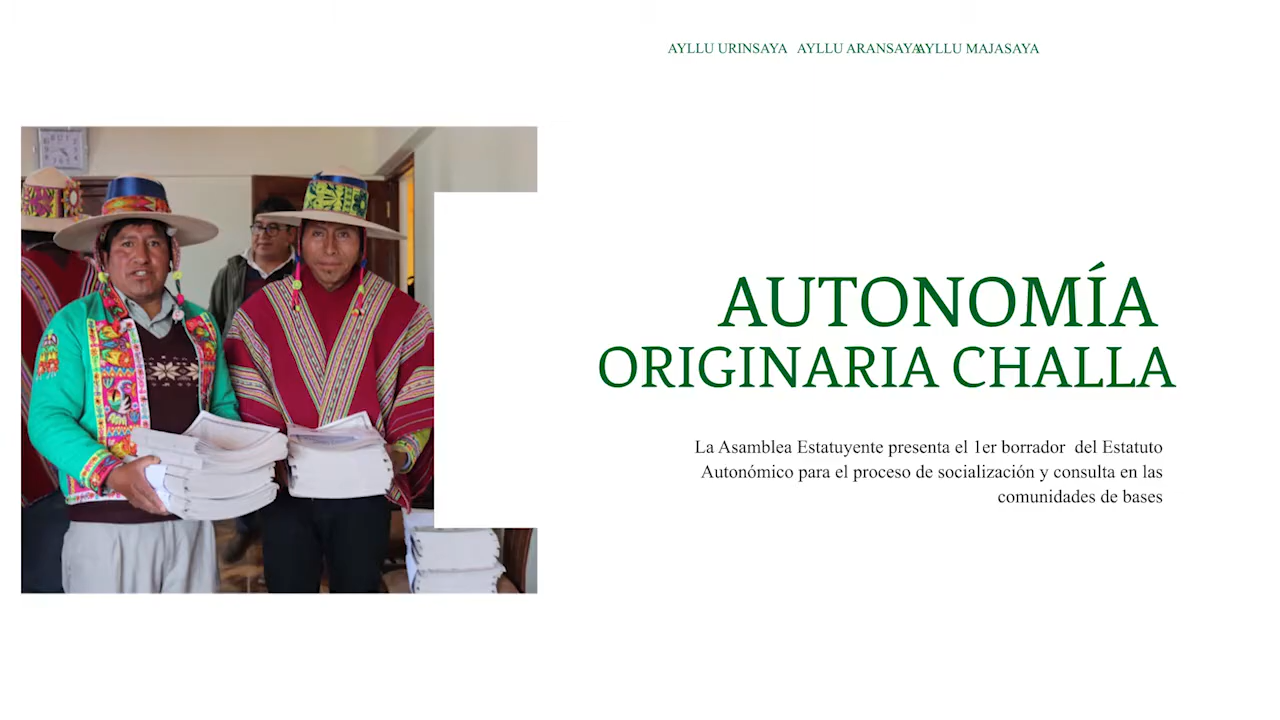 AYLLU URINSAYA AYLLU ARANSAYA AYLLU MAJASAYA
AUTONOMÍA
ORIGINARIA CHALLA
La Asamblea Estatuyente presenta el 1er borrador del Estatuto
Autonómico para el proceso de socialización y consulta en las
comunidades de bases